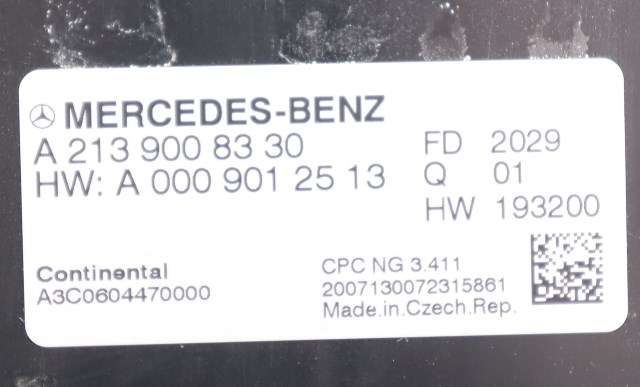 MERCEDES-BENZ
A 213 900 83 30
HW: A 000 901 25 13
FD 2029
Q 01
HW 193200
Continental
A3C0604470000
CPC NG 3.411
2007130072315861
Made.in.Czech.Rep.